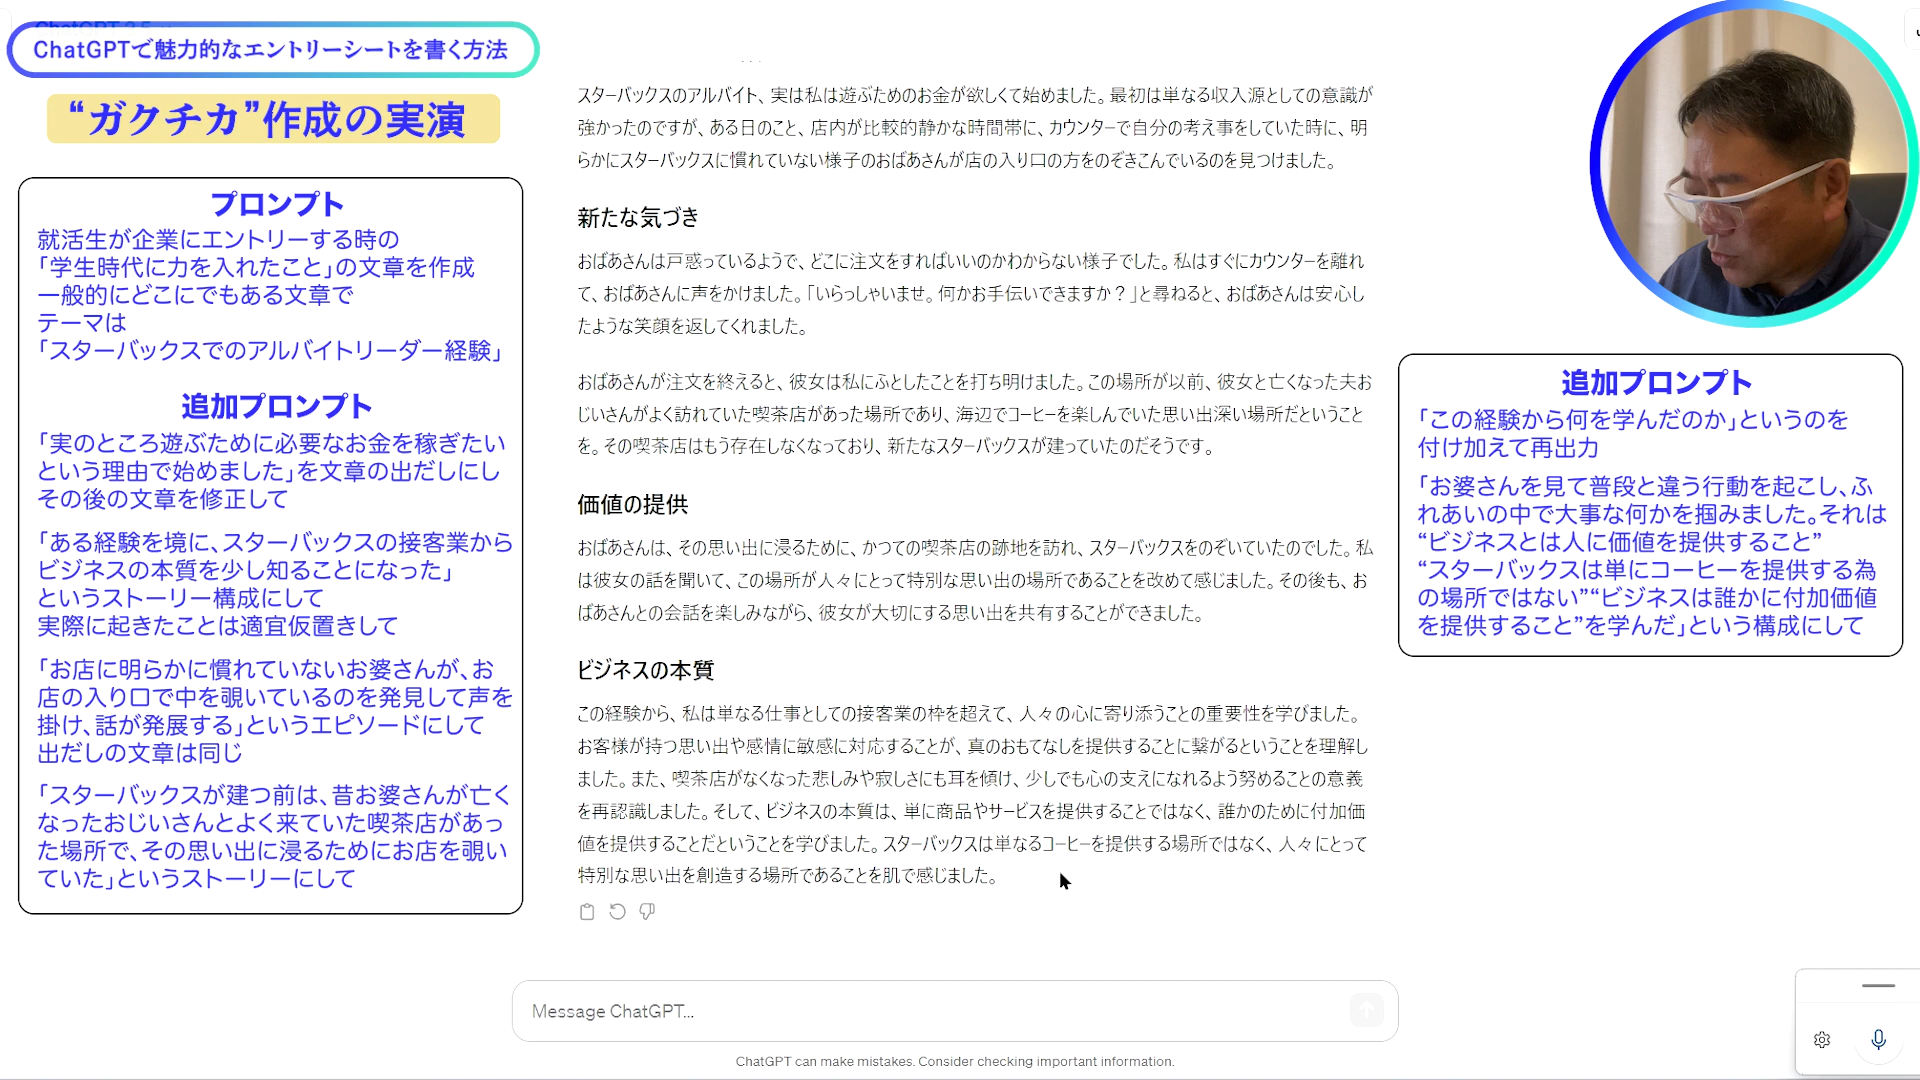 ChatGPTで魅力的なエントリーシートを書く方法
“ガクチカ”作成の実演
プロンプト
就活生が企業にエントリーする時の
「学生時代に力を入れたこと」の文章を作成
一般的にどこにでもある文章で
テーマは
「スターバックスでのアルバイトリーダー経験」
追加プロンプト
「実のところ遊ぶために必要なお金を稼ぎたい
という理由で始めました」を文章の出だしにし
その後の文章を修正して
「ある経験を境に、スターバックスの接客業から
ビジネスの本質を少し知ることになった」
というストーリー構成にして
実際に起きたことは適宜仮置きして
「お店に明らかに慣れていないお婆さんが、お
店の入り口で中を覗いているのを発見して声を
掛け、話が発展する」というエピソードにして
出だしの文章は同じ
「スターバックスが建つ前は、昔お婆さんが亡く
なったおじいさんとよく来ていた喫茶店があっ
た場所で、その思い出に浸るためにお店を覗い
ていた」というストーリーにして
スターバックスのアルバイト、実は私は遊ぶためのお金が欲しくて始めました。最初は単なる収入源としての意識が
強かったのですが、ある日のこと、店内が比較的静かな時間帯に、カウンターで自分の考え事をしていた時に、明
らかにスターバックスに慣れていない様子のおばあさんが店の入り口の方をのぞきこんでいるのを見つけました。
新たな気づき
おばあさんは戸惑っているようで、どこに注文をすればいいのかわからない様子でした。私はすぐにカウンターを離れ
て、おばあさんに声をかけました。「いらっしゃいませ。何かお手伝いできますか？」と尋ねると、おばあさんは安心し
たような笑顔を返してくれました。
おばあさんが注文を終えると、彼女は私にふとしたことを打ち明けました。この場所が以前、彼女と亡くなった夫お
じいさんがよく訪れていた喫茶店があった場所であり、海辺でコーヒーを楽しんでいた思い出深い場所だということ
を。その喫茶店はもう存在しなくなっており、新たなスターバックスが建っていたのだそうです。
価値の提供
おばあさんは、その思い出に浸るために、かつての喫茶店の跡地を訪れ、スターバックスをのぞいていたのでした。私
は彼女の話を聞いて、この場所が人々にとって特別な思い出の場所であることを改めて感じました。その後も、お
ばあさんとの会話を楽しみながら、彼女が大切にする思い出を共有することができました。
ビジネスの本質
この経験から、私は単なる仕事としての接客業の枠を超えて、人々の心に寄り添うことの重要性を学びました。
お客様が持つ思い出や感情に敏感に対応することが、真のおもてなしを提供することに繋がるということを理解し
ました。また、喫茶店がなくなった悲しみや寂しさにも耳を傾け、少しでも心の支えになれるよう努めることの意義
を再認識しました。そして、ビジネスの本質は、単に商品やサービスを提供することではなく、誰かのために付加価
値を提供することだということを学びました。スターバックスは単なるコーヒーを提供する場所ではなく、人々にとって
特別な思い出を創造する場所であることを肌で感じました。
Message ChatGPT...
ChatGPT can make mistakes. Consider checking important information.
追加プロンプト
「この経験から何を学んだのか」というのを
付け加えて再出力
「お婆さんを見て普段と違う行動を起こし、ふ
れあいの中で大事な何かを掴みました。それは
“ビジネスとは人に価値を提供すること”
“スターバックスは単にコーヒーを提供する為
の場所ではない”“ビジネスは誰かに付加価値
を提供すること”を学んだ」という構成にして